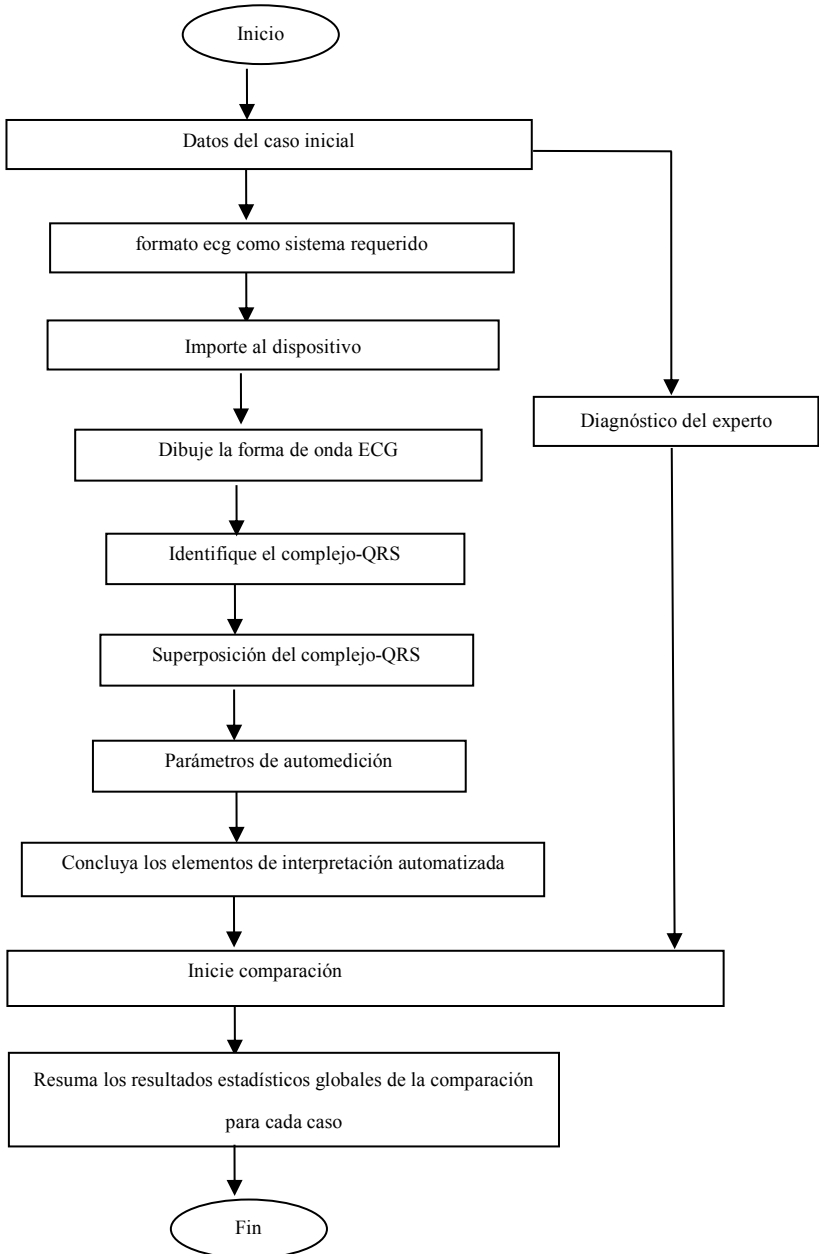 Inicio
Datos del caso inicial
formato ecg como sistema requerido
Importe al dispositivo
Diagnóstico del experto
Dibuje la forma de onda ECG
Identifique el complejo-QRS
Superposición del complejo-QRS
Parámetros de automedición
Concluya los elementos de interpretación automatizada
Inicie comparación
Resuma los resultados estadísticos globales de la comparación
para cada caso
Fin